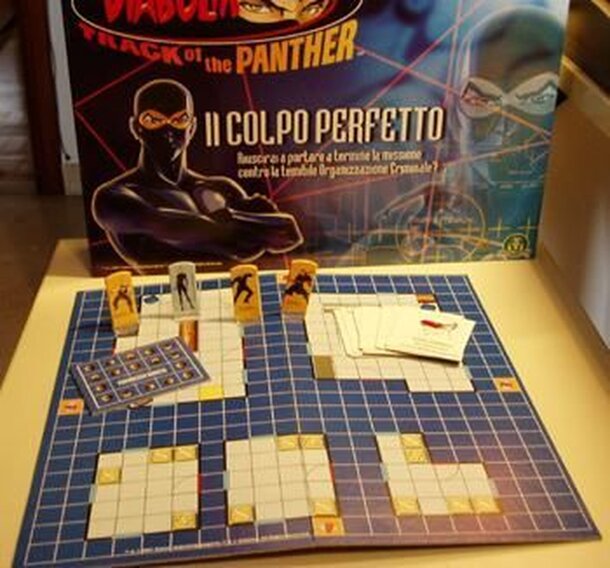 DIABOLIK
TRACK of the PANTHER
Il COLPO PERFETTO
Riuscirai a portare a termine la missione
contro la temibile Organizzazione Criminale?